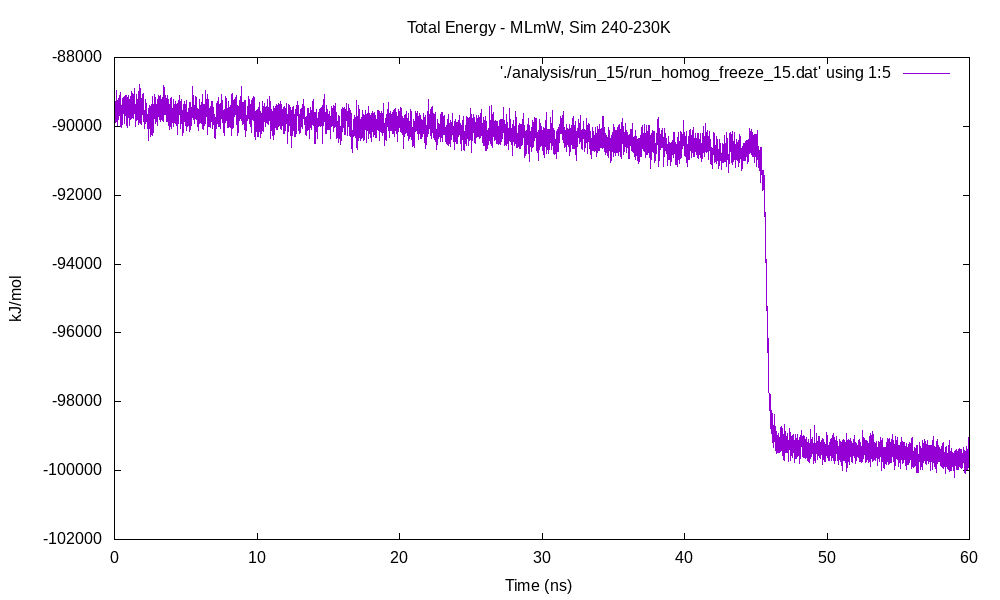 Total Energy - MLmW, Sim 240-230K
'./analysis/run_15/run_homog_freeze_15.dat' using 1:5
-88000
-90000
-92000
-94000
-96000
-98000
-100000
-102000
kJ/mol
0 10 20 30 40 50 60
Time (ns)